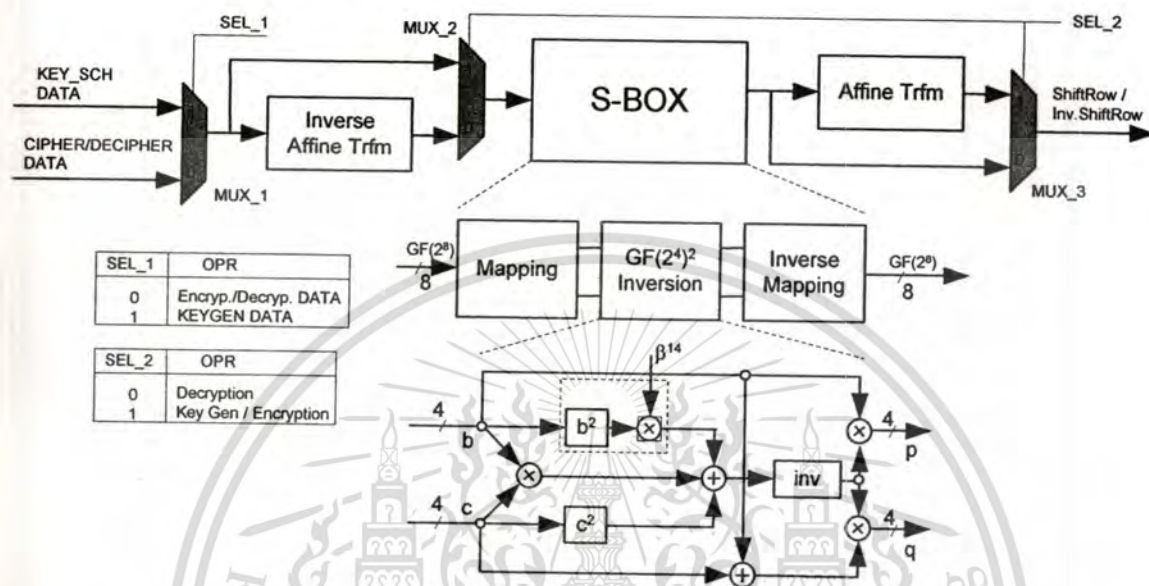 SEL_1
MUX_2
SEL_2
KEY_SCH
DATA
CIPHER/DECIPHER
DATA
MUX_1
Inverse
Affine Trfm
S-BOX
Affine Trfm
ShiftRow /
Inv.ShiftRow
MUX_3
GF(2⁸)
8
Mapping
GF(2⁴)²
Inversion
Inverse
Mapping
GF(2⁸)
8
SEL_1 OPR
0 Encryp./Decryp. DATA
1 KEYGEN DATA
SEL_2 OPR
0 Decryption
1 Key Gen / Encryption
β¹⁴
4
b
b²
×
×
4
p
×
+
inv
4
c
c²
×
4
q
+